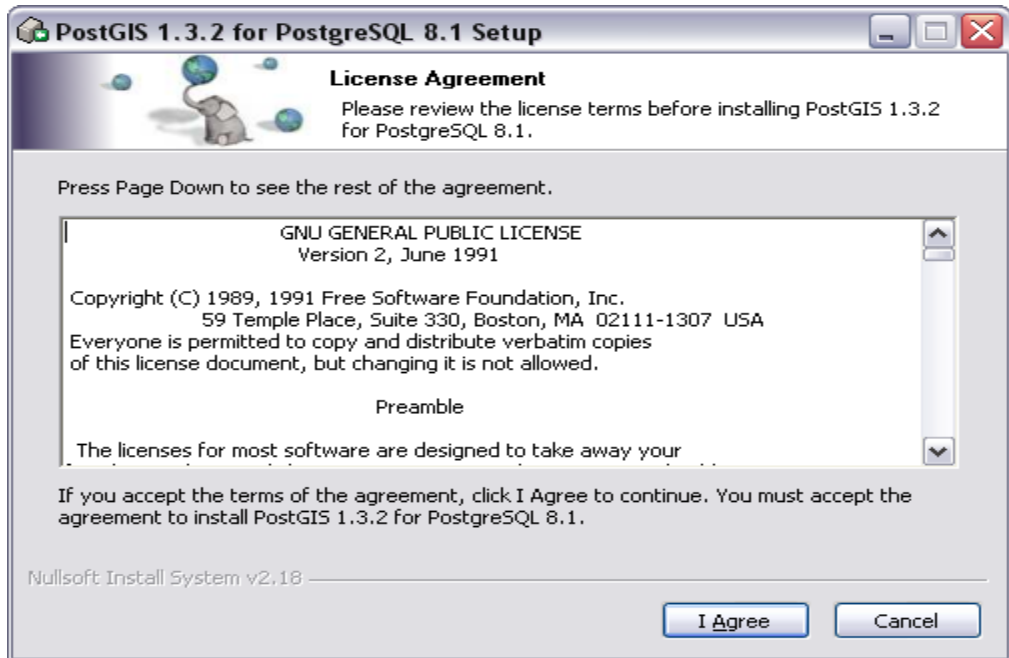 PostGIS 1.3.2 for PostgreSQL 8.1 Setup
License Agreement
Please review the license terms before installing PostGIS 1.3.2
for PostgreSQL 8.1.
Press Page Down to see the rest of the agreement.
GNU GENERAL PUBLIC LICENSE
Version 2, June 1991
Copyright (C) 1989, 1991 Free Software Foundation, Inc.
59 Temple Place, Suite 330, Boston, MA 02111-1307 USA
Everyone is permitted to copy and distribute verbatim copies
of this license document, but changing it is not allowed.
Preamble
The licenses for most software are designed to take away your
If you accept the terms of the agreement, click I Agree to continue. You must accept the
agreement to install PostGIS 1.3.2 for PostgreSQL 8.1.
Nullsoft Install System v2.18
I Agree
Cancel